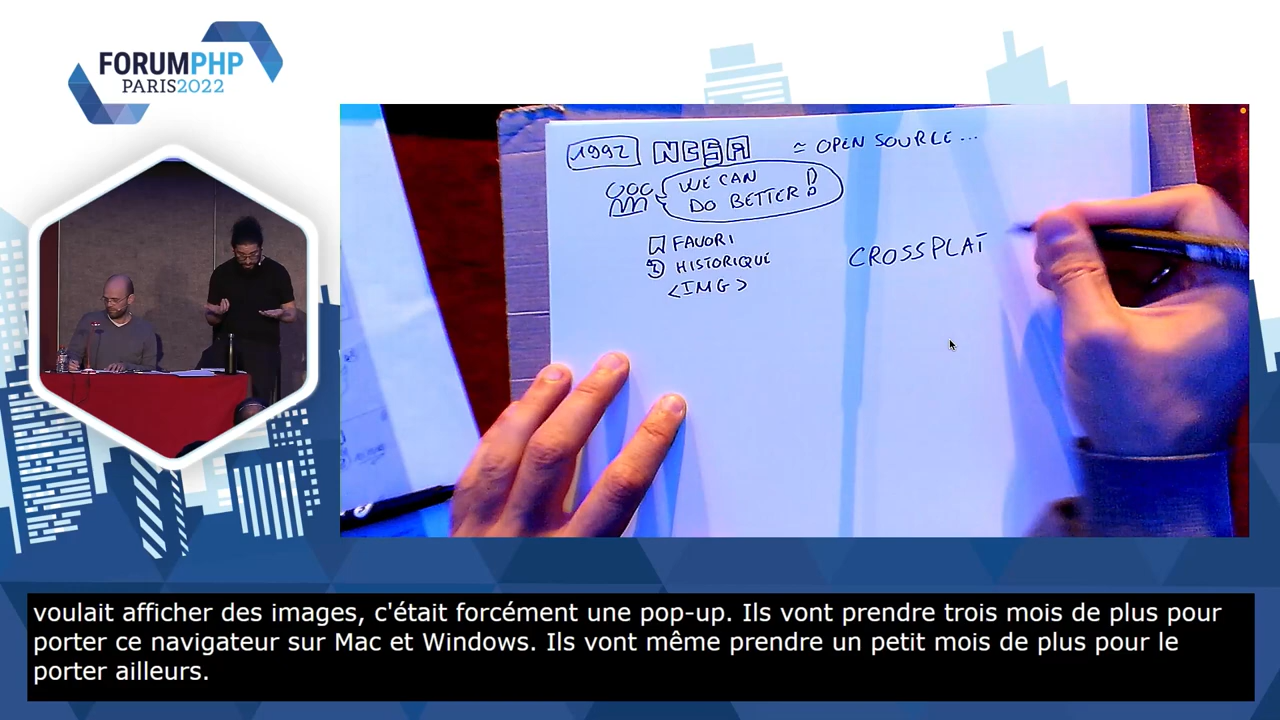 FORUMPHP
PARIS2022
1992 NCSA ≃ OPEN SOURCE...
WE CAN
DO BETTER !
FAVORI
HISTORIQUE
<IMG>
CROSSPLAT
voulait afficher des images, c'était forcément une pop-up. Ils vont prendre trois mois de plus pour
porter ce navigateur sur Mac et Windows. Ils vont même prendre un petit mois de plus pour le
porter ailleurs.